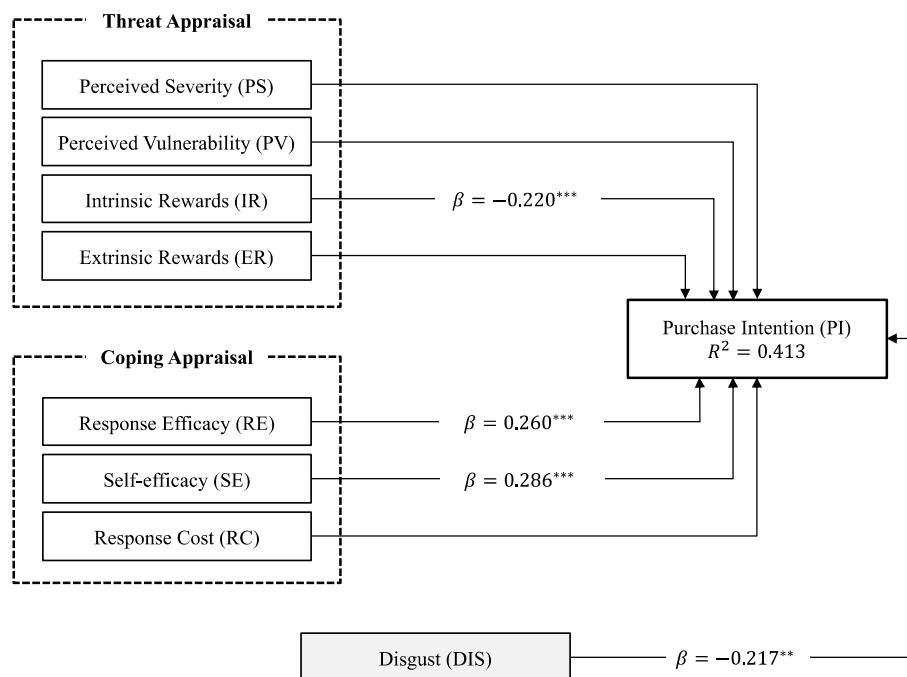 Threat Appraisal
Perceived Severity (PS)
Perceived Vulnerability (PV)
Intrinsic Rewards (IR)
β = −0.220***
Extrinsic Rewards (ER)
Purchase Intention (PI)
R² = 0.413
Coping Appraisal
Response Efficacy (RE)
β = 0.260***
Self-efficacy (SE)
β = 0.286***
Response Cost (RC)
Disgust (DIS)
β = −0.217**